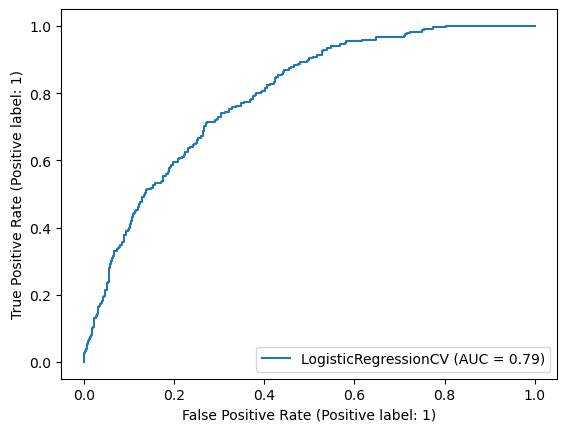 True Positive Rate (Positive label: 1)
1.0
0.8
0.6
0.4
0.2
0.0
LogisticRegressionCV (AUC = 0.79)
0.0 0.2 0.4 0.6 0.8 1.0
False Positive Rate (Positive label: 1)